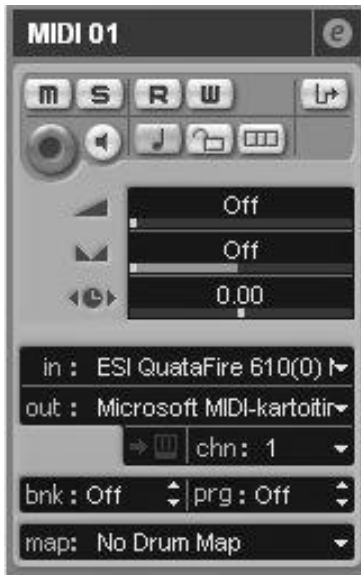 MIDI 01 e
m S R W
Off
Off
0.00
in : ESI QuataFire 610(0)
out : Microsoft MIDI-kartoitin
W chn: 1
bnk : Off prg : Off
map: No Drum Map